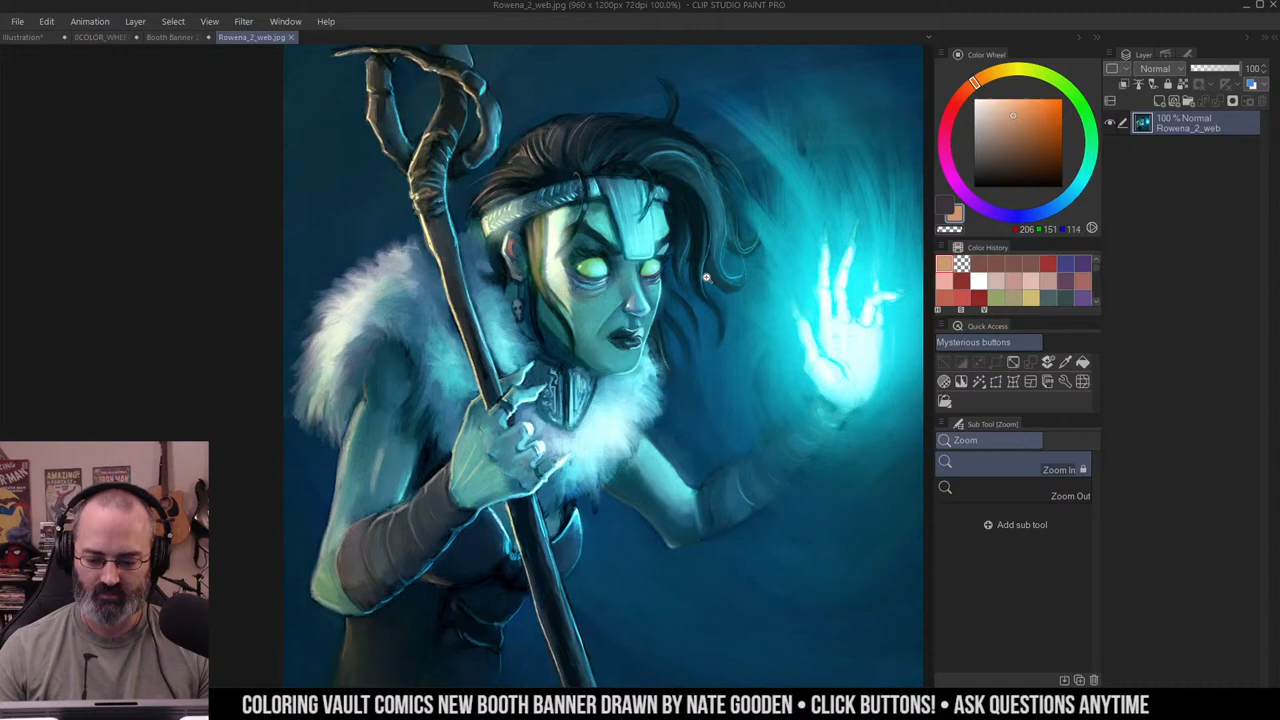 Rowena_2_web.jpg (960 x 1200px 72dpi 100.0%) - CLIP STUDIO PAINT PRO
File Edit Animation Layer Select View Filter Window Help
Illustration* 0COLOR_WHE Booth Banner Rowena_2_web.jpg
Color Wheel
Layer
Normal 100
100 % Normal
Rowena_2_web
206 151 114
Color History
H S V
Quick Access
Mysterious buttons
Sub Tool [Zoom]
Zoom
Zoom In
Zoom Out
Add sub tool
AMAZING
COLORING VAULT COMICS NEW BOOTH BANNER DRAWN BY NATE GOODEN • CLICK BUTTONS! • ASK QUESTIONS ANYTIME